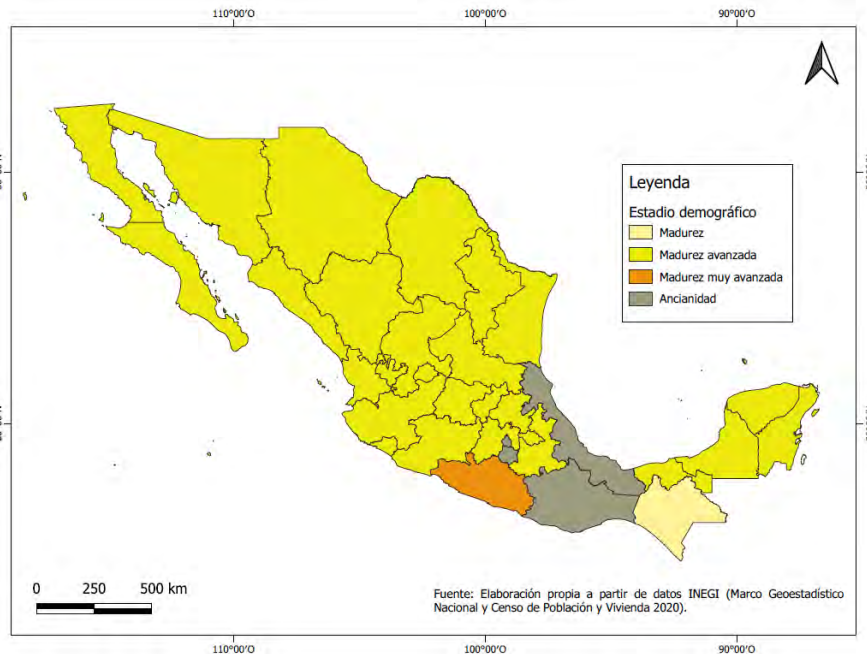 110°00'O 100°00'O 90°00'O
Leyenda
Estadio demográfico
Madurez
Madurez avanzada
Madurez muy avanzada
Ancianidad
0 250 500 km
Fuente: Elaboración propia a partir de datos INEGI (Marco Geoestadístico
Nacional y Censo de Población y Vivienda 2020).
110°00'O 100°00'O 90°00'O